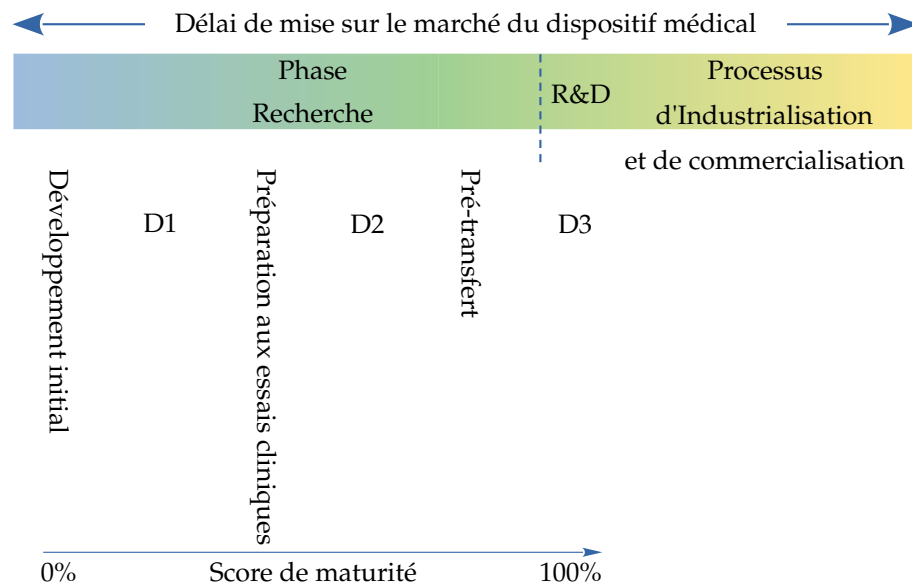 Délai de mise sur le marché du dispositif médical
Phase
Recherche
R&D
Processus
d'Industrialisation
et de commercialisation
Développement initial
D1
Préparation aux essais cliniques
D2
Pré-transfert
D3
0%
Score de maturité
100%